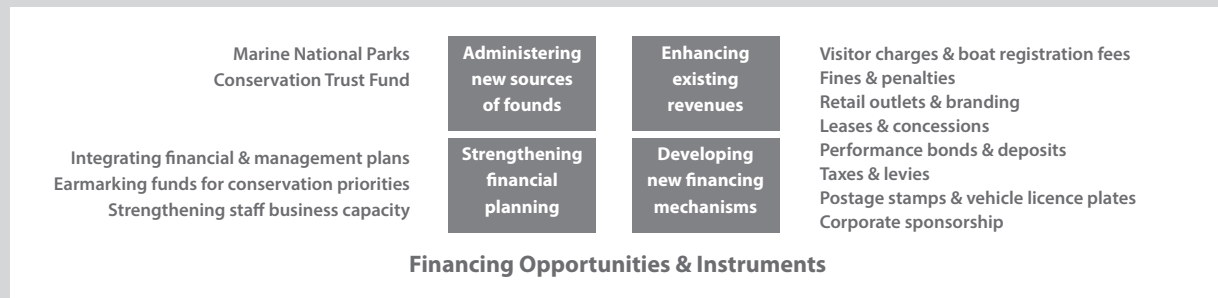 Marine National Parks
Conservation Trust Fund
Administering
new sources
of founds
Enhancing
existing
revenues
Visitor charges & boat registration fees
Fines & penalties
Retail outlets & branding
Leases & concessions
Performance bonds & deposits
Taxes & levies
Postage stamps & vehicle licence plates
Corporate sponsorship
Integrating financial & management plans
Earmarking funds for conservation priorities
Strengthening staff business capacity
Strengthening
financial
planning
Developing
new financing
mechanisms
Financing Opportunities & Instruments